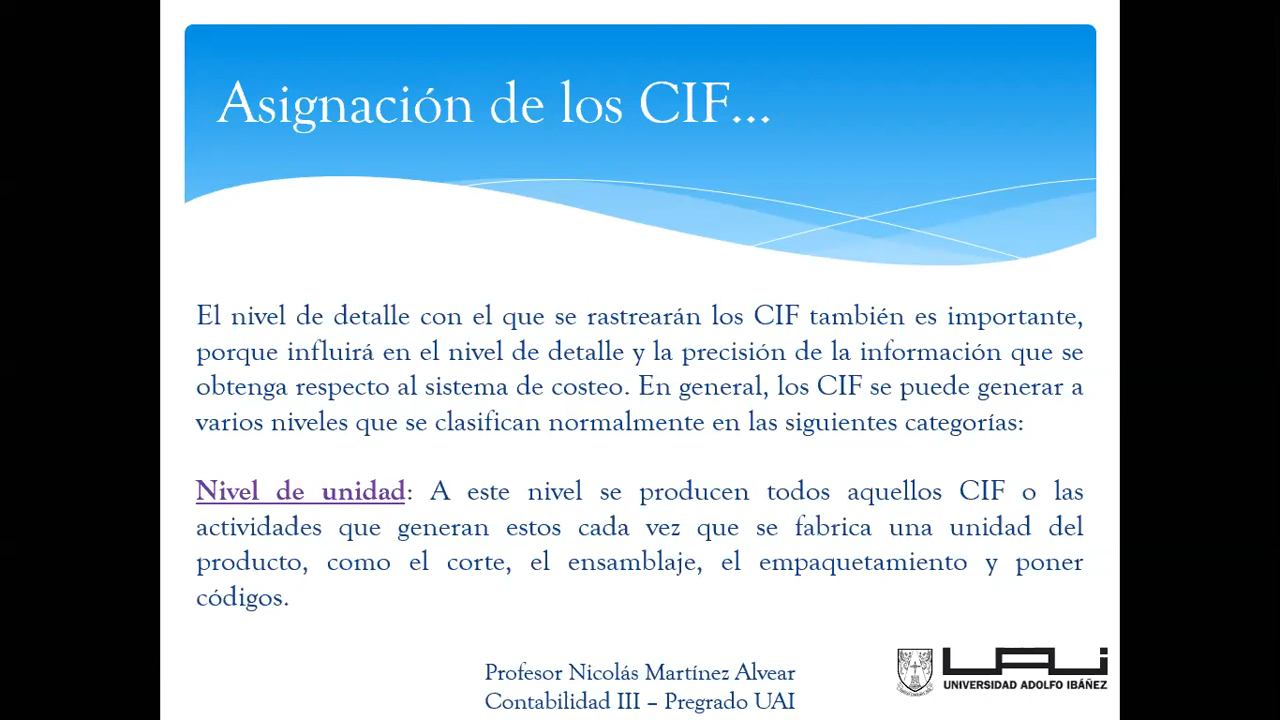 Asignación de los CIF...
El nivel de detalle con el que se rastrearán los CIF también es importante,
porque influirá en el nivel de detalle y la precisión de la información que se
obtenga respecto al sistema de costeo. En general, los CIF se puede generar a
varios niveles que se clasifican normalmente en las siguientes categorías:
Nivel de unidad: A este nivel se producen todos aquellos CIF o las
actividades que generan estos cada vez que se fabrica una unidad del
producto, como el corte, el ensamblaje, el empaquetamiento y poner
códigos.
Profesor Nicolás Martínez Alvear
Contabilidad III – Pregrado UAI
UAI
UNIVERSIDAD ADOLFO IBÁÑEZ